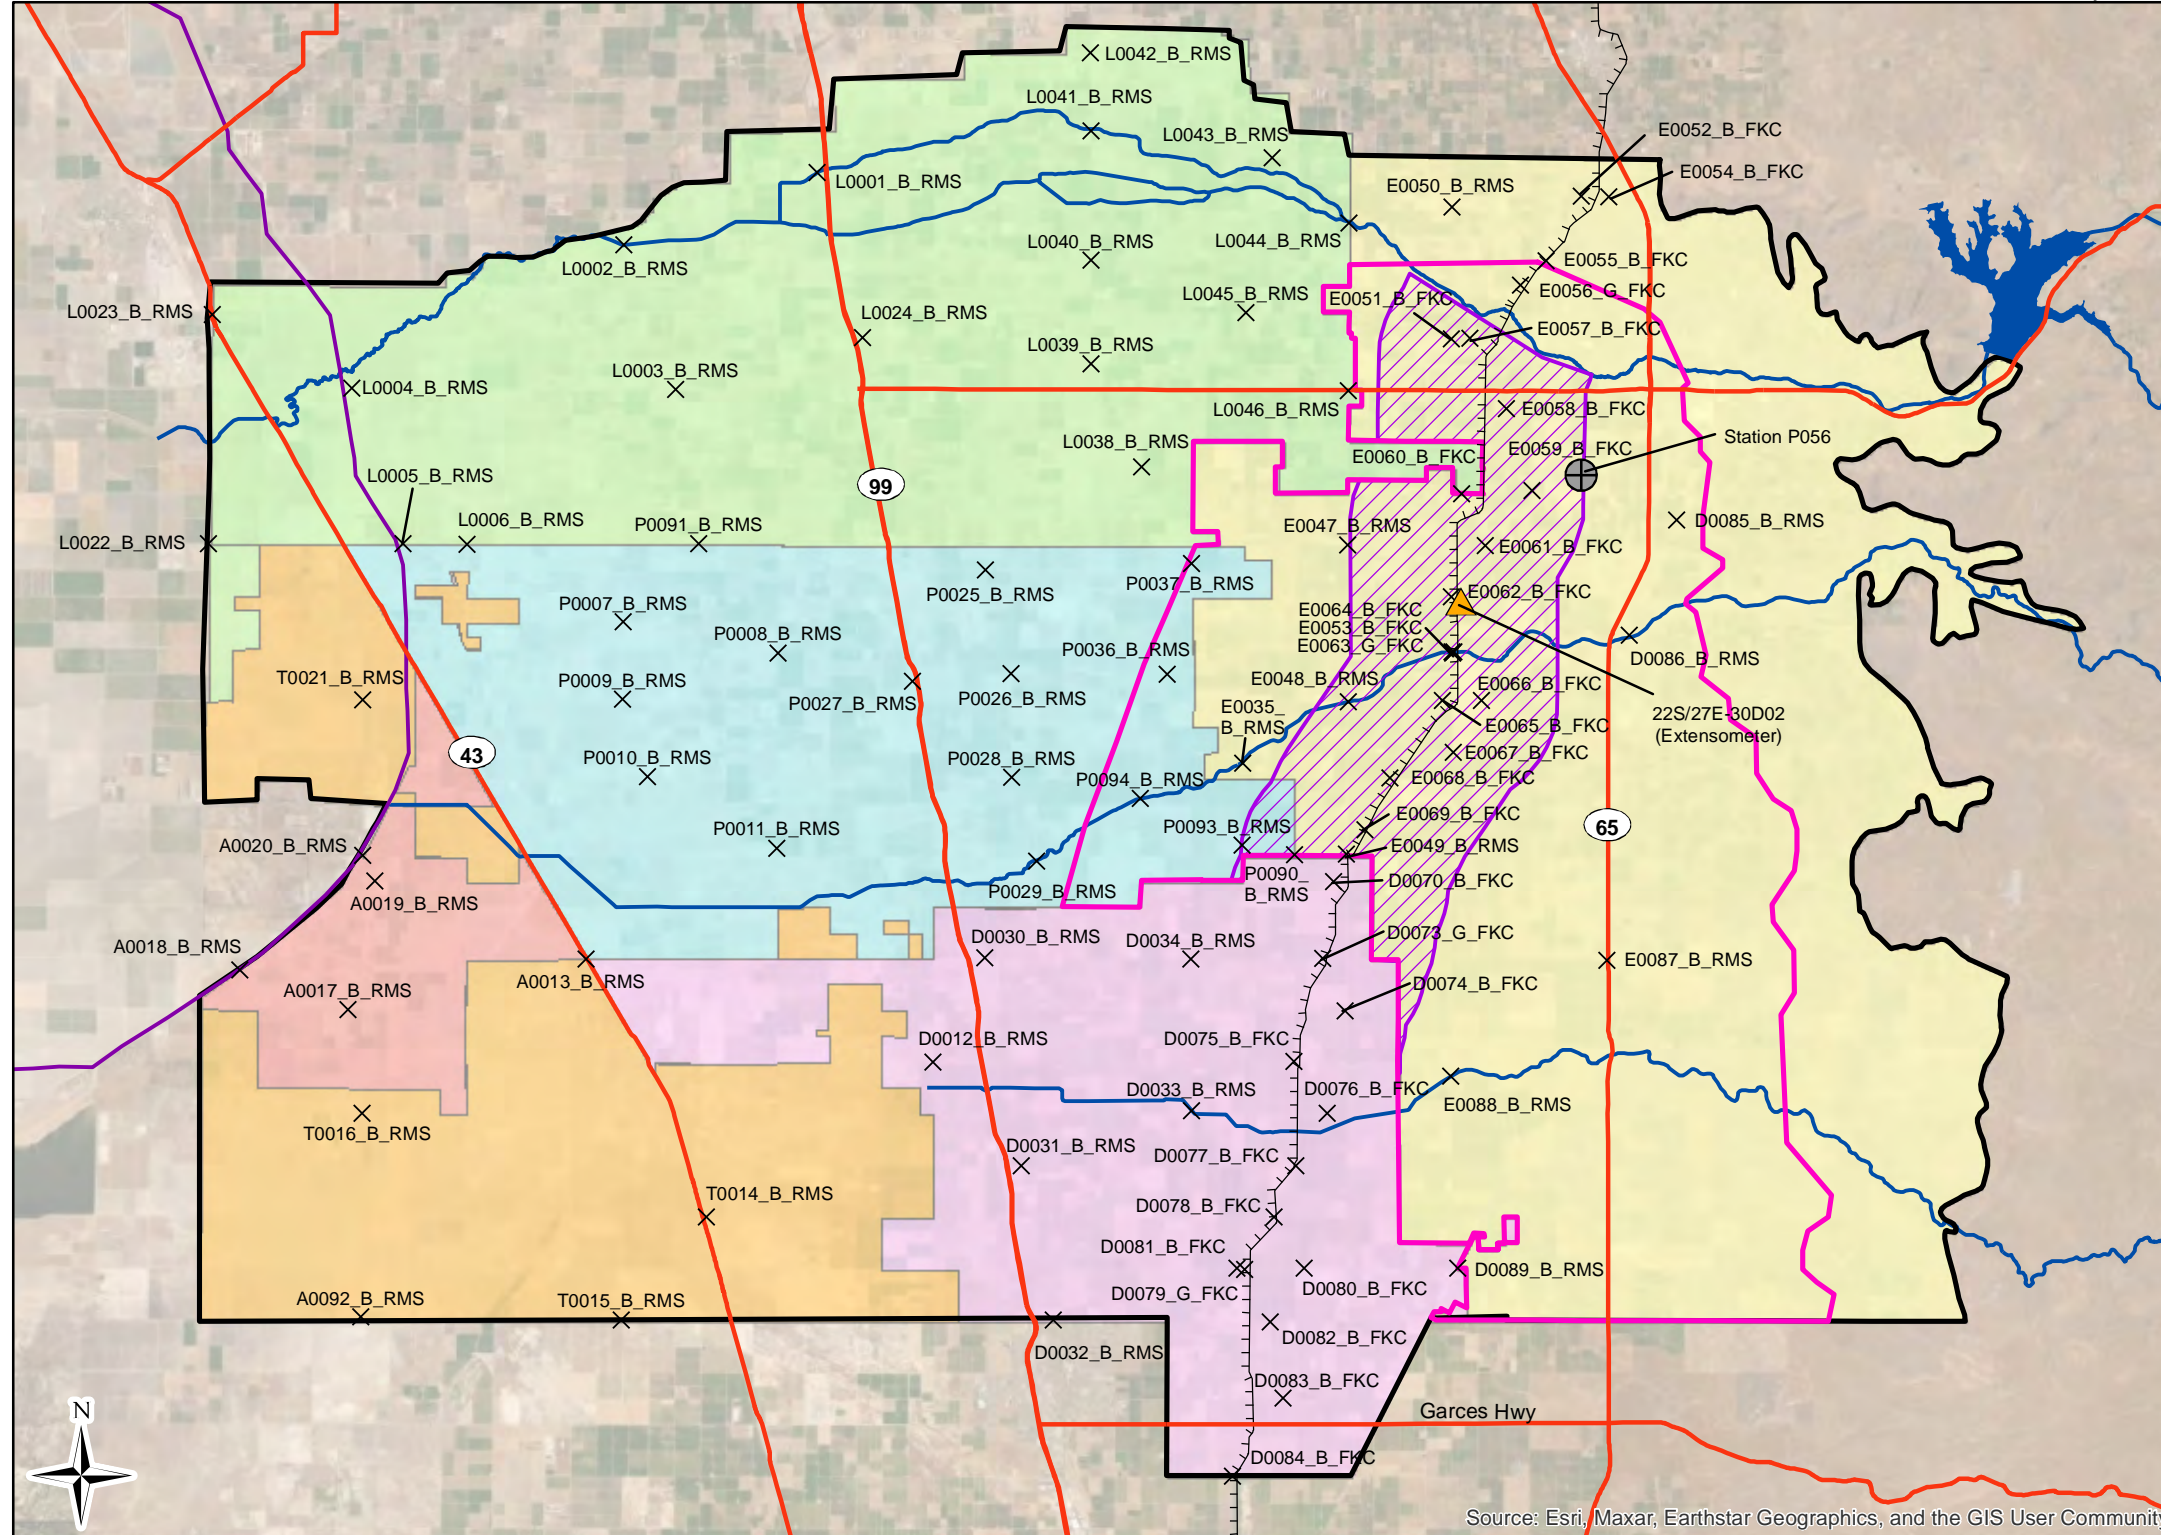 L0042_B_RMS
L0041_B_RMS
L0043_B_RMS
E0052_B_FKC
E0054_B_FKC
L0001_B_RMS
E0050_B_RMS
L0040_B_RMS
L0044_B_RMS
L0002_B_RMS
E0055_B_FKC
E0056_G_FKC
L0045_B_RMS
E0051_B_FKC
L0023_B_RMS
L0024_B_RMS
E0057_B_FKC
L0039_B_RMS
L0003_B_RMS
L0004_B_RMS
L0046_B_RMS
E0058_B_FKC
Station P056
L0038_B_RMS
E0059_B_FKC
E0060_B_FKC
L0005_B_RMS
99
L0006_B_RMS
P0091_B_RMS
E0047_B_RMS
D0085_B_RMS
L0022_B_RMS
E0061_B_FKC
P0037_B_RMS
P0025_B_RMS
E0062_B_FKC
P0007_B_RMS
E0064_B_FKC
E0053_B_FKC
E0063_G_FKC
P0008_B_RMS
P0036_B_RMS
D0086_B_RMS
T0021_B_RMS
P0009_B_RMS
E0048_B_RMS
E0066_B_FKC
P0027_B_RMS
P0026_B_RMS
E0035_
B_RMS
22S/27E-30D02
(Extensometer)
E0065_B_FKC
43
P0010_B_RMS
P0028_B_RMS
E0067_B_FKC
P0094_B_RMS
E0068_B_FKC
E0069_B_FKC
P0011_B_RMS
P0093_B_RMS
65
A0020_B_RMS
E0049_B_RMS
P0090_
B_RMS
D0070_B_FKC
P0029_B_RMS
A0019_B_RMS
D0030_B_RMS
D0034_B_RMS
D0073_G_FKC
A0018_B_RMS
E0087_B_RMS
A0013_B_RMS
A0017_B_RMS
D0074_B_FKC
D0012_B_RMS
D0075_B_FKC
D0033_B_RMS
D0076_B_FKC
E0088_B_RMS
T0016_B_RMS
D0031_B_RMS
D0077_B_FKC
T0014_B_RMS
D0078_B_FKC
D0081_B_FKC
D0089_B_RMS
D0079_G_FKC
D0080_B_FKC
A0092_B_RMS
T0015_B_RMS
D0082_B_FKC
D0032_B_RMS
D0083_B_FKC
Garces Hwy
N
D0084_B_FKC
Source: Esri, Maxar, Earthstar Geographics, and the GIS User Community